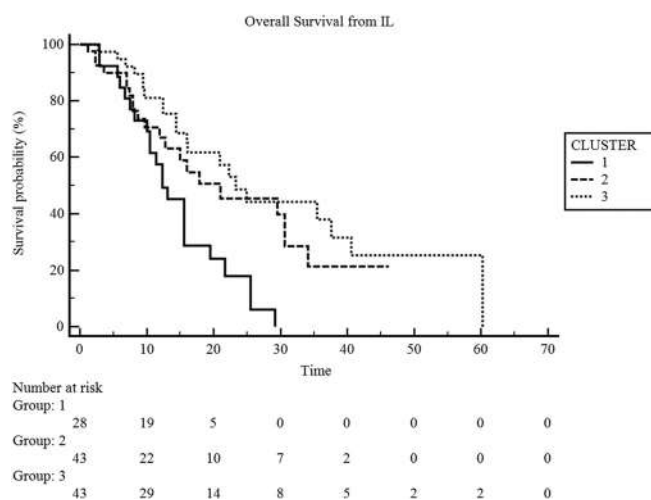 Overall Survival from IL
Survival probability (%)
100
80
60
40
20
0
0 10 20 30 40 50 60 70
Time
CLUSTER
1
2
3
Number at risk
Group: 1
28 19 5 0 0 0 0 0
Group: 2
43 22 10 7 2 0 0 0
Group: 3
43 29 14 8 5 2 2 0